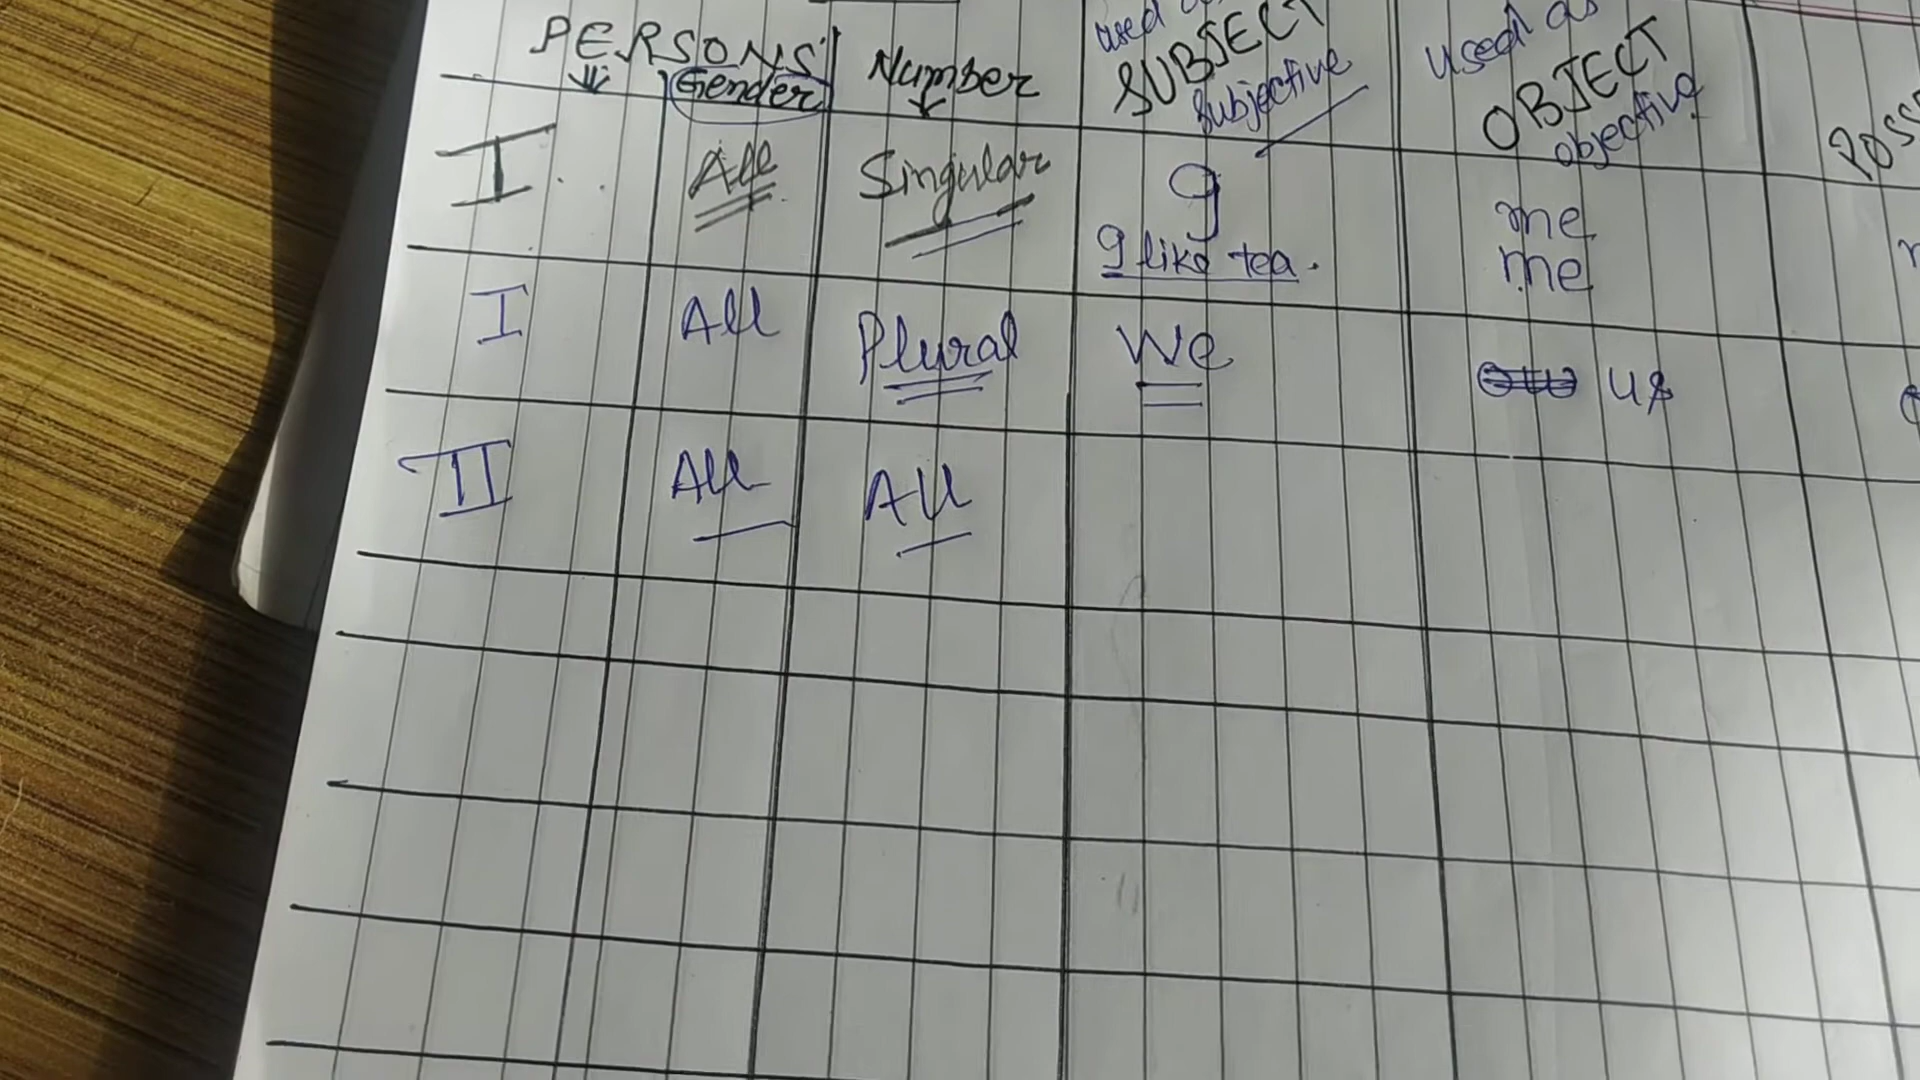 PERSONS Gender Number used as SUBJECT Subjective used as OBJECT objective
I All Singular I me
I like tea. me
I All Plural We us
II All All